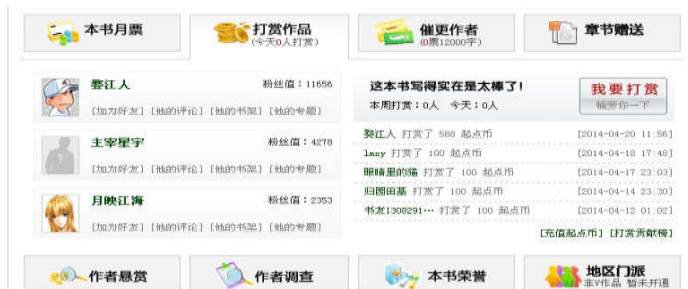 本书月票
打赏作品
(今天0人打赏)
催更作者
(0票12000字)
章节赠送
婺江人
粉丝值：11656
[加为好友] [他的评论] [他的书架] [他的专题]
主宰星宇
粉丝值：4278
[加为好友] [他的评论] [他的书架] [他的专题]
月映江海
粉丝值：2353
[加为好友] [他的评论] [他的书架] [他的专题]
这本书写得实在是太棒了！
本周打赏：0人 今天：0人
我要打赏
犒劳你一下
婺江人 打赏了 588 起点币 [2014-04-20 11:56]
lmxy 打赏了 100 起点币 [2014-04-18 17:48]
眼睛里的猫 打赏了 100 起点币 [2014-04-17 23:03]
归园田基 打赏了 100 起点币 [2014-04-14 23:30]
书友1306291… 打赏了 100 起点币 [2014-04-12 01:02]
[充值起点币] [打赏贡献榜]
作者悬赏
作者调查
本书荣誉
地区门派
非V作品 暂未开通